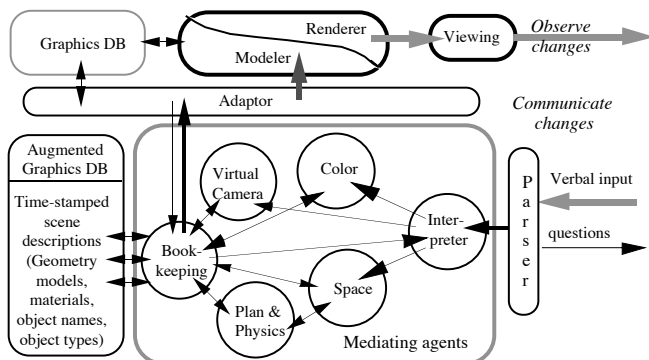 Graphics DB
Renderer
Modeler
Viewing
Observe
changes
Adaptor
Communicate
changes
Augmented
Graphics DB
Time-stamped
scene
descriptions
(Geometry
models,
materials,
object names,
object types)
Virtual
Camera
Color
Book-
keeping
Inter-
preter
Space
Plan &
Physics
Mediating agents
Parser
Verbal input
questions